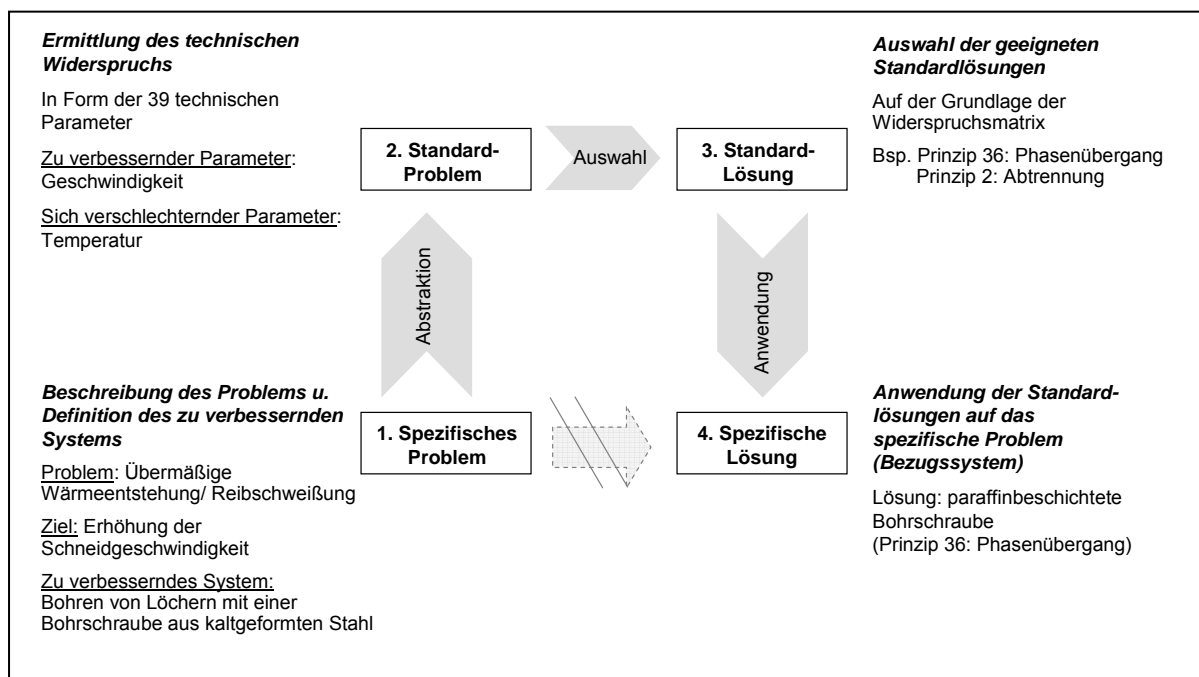 Ermittlung des technischen
Widerspruchs
In Form der 39 technischen
Parameter
Zu verbessernder Parameter:
Geschwindigkeit
Sich verschlechternder Parameter:
Temperatur
2. Standard-
Problem
Auswahl
3. Standard-
Lösung
Auswahl der geeigneten
Standardlösungen
Auf der Grundlage der
Widerspruchsmatrix
Bsp. Prinzip 36: Phasenübergang
Prinzip 2: Abtrennung
Abstraktion
Anwendung
Beschreibung des Problems u.
Definition des zu verbessernden
Systems
Problem: Übermäßige
Wärmeentstehung/ Reibschweißung
Ziel: Erhöhung der
Schneidgeschwindigkeit
Zu verbesserndes System:
Bohren von Löchern mit einer
Bohrschraube aus kaltgeformten Stahl
1. Spezifisches
Problem
4. Spezifische
Lösung
Anwendung der Standard-
lösungen auf das
spezifische Problem
(Bezugssystem)
Lösung: paraffinbeschichtete
Bohrschraube
(Prinzip 36: Phasenübergang)